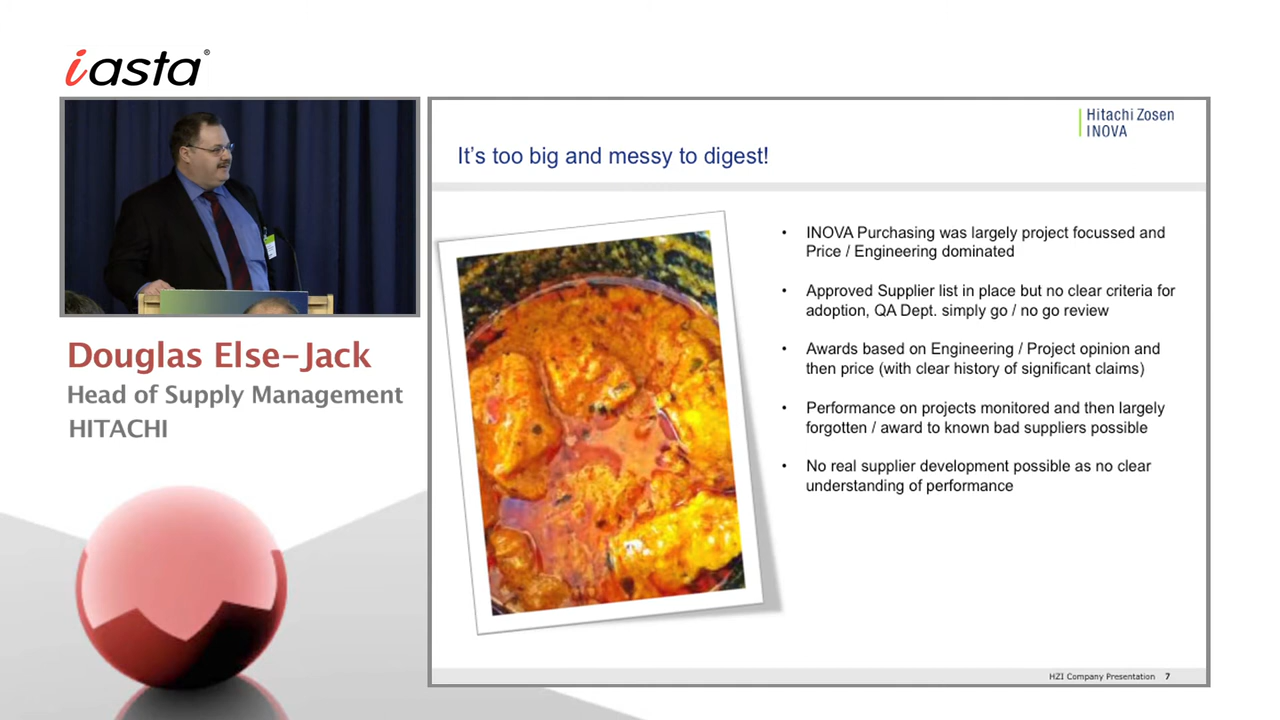 iasta®
Douglas Else-Jack
Head of Supply Management
HITACHI
Hitachi Zosen
INOVA
It's too big and messy to digest!
• INOVA Purchasing was largely project focussed and
Price / Engineering dominated
• Approved Supplier list in place but no clear criteria for
adoption, QA Dept. simply go / no go review
• Awards based on Engineering / Project opinion and
then price (with clear history of significant claims)
• Performance on projects monitored and then largely
forgotten / award to known bad suppliers possible
• No real supplier development possible as no clear
understanding of performance
HZI Company Presentation 7